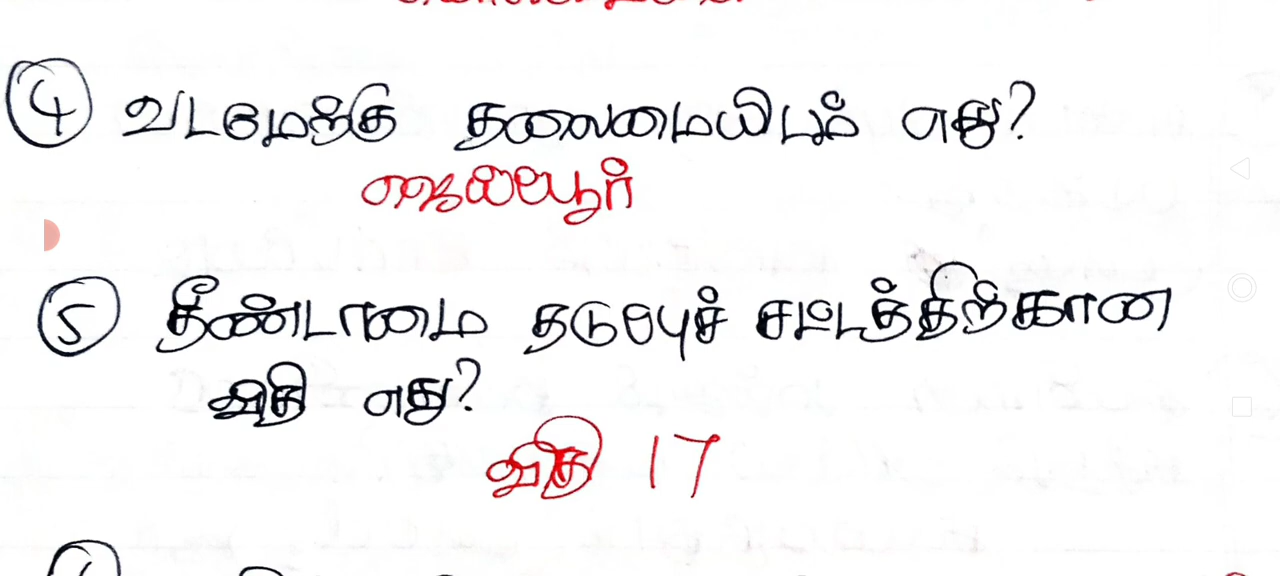 4 வடமேற்கு தலைமையிடம் எது?
ஜெய்ப்பூர்
5 தீண்டாமை தடுப்புச் சட்டத்திற்கான
விதி எது?
விதி 17